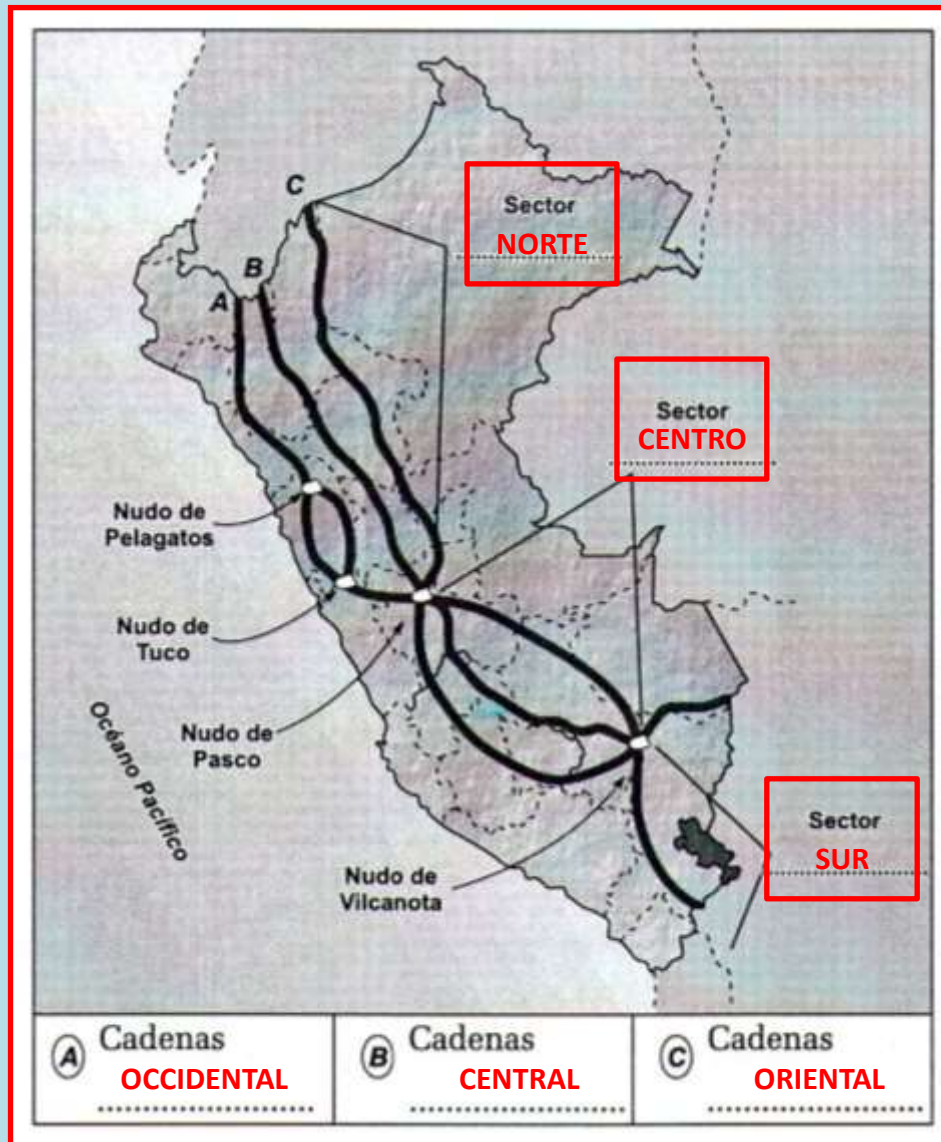 C
Sector
NORTE
B
A
Sector
CENTRO
Nudo de
Pelagatos
Nudo de
Tuco
Nudo de
Pasco
Océano Pacífico
Sector
SUR
Nudo de
Vilcanota
A Cadenas
OCCIDENTAL
B Cadenas
CENTRAL
C Cadenas
ORIENTAL